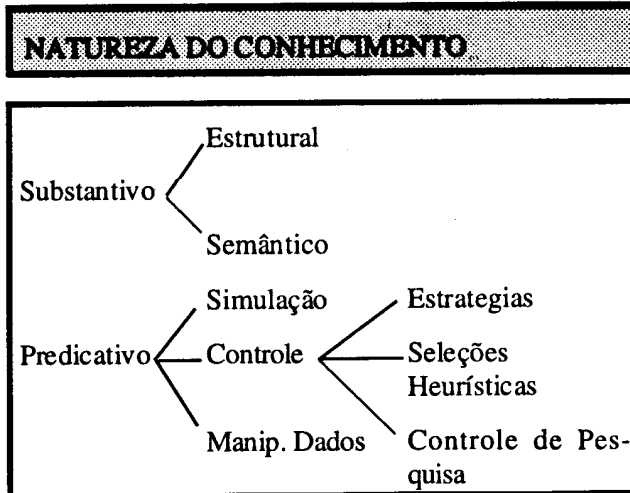 NATUREZA DO CONHECIMENTO
Estrutural
Substantivo
Semântico
Simulação
Estrategias
Predicativo
Controle
Seleções
Heurísticas
Manip. Dados
Controle de Pes-
quisa